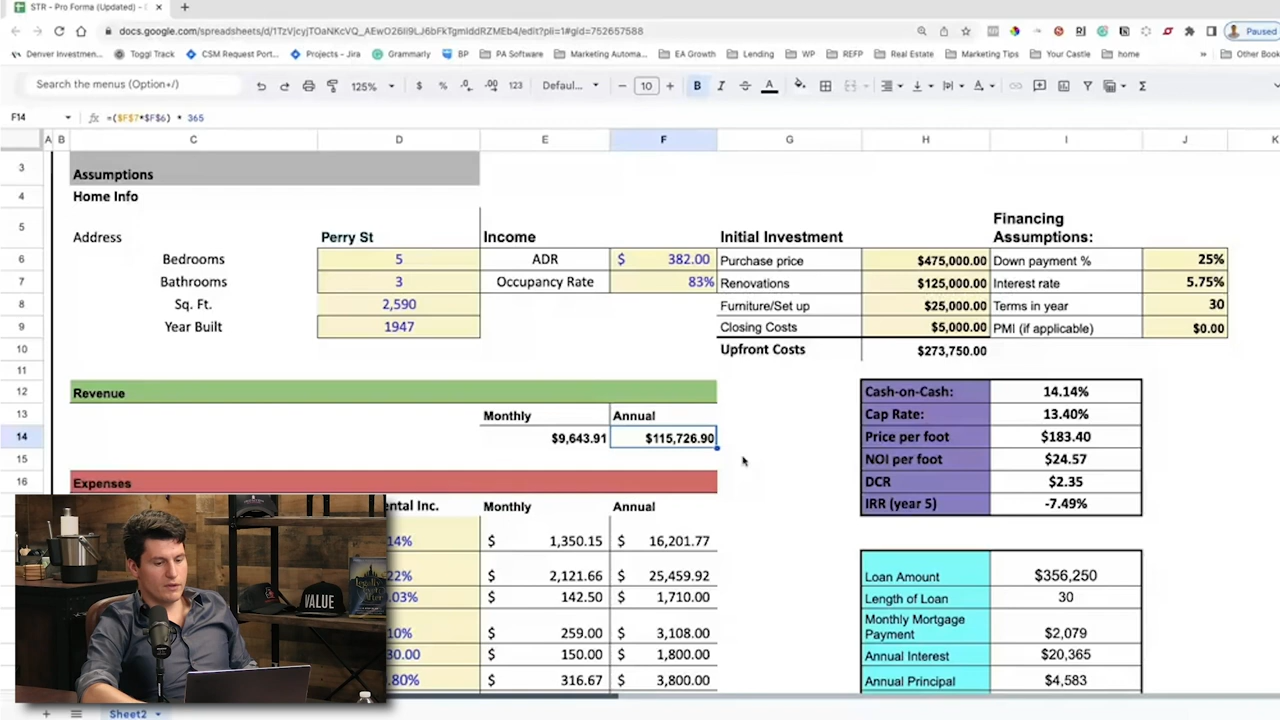 STR - Pro Forma (Updated) - (
docs.google.com/spreadsheets/d/1TzVjcyjTOaNKcVQ_AEwO26II9LJ6bFkTgmIddRZMEb4/edit?pli=1#gid=752657588
Paused
Denver Investmen... Toggl Track CSM Request Port... Projects - Jira Grammarly BP PA Software Marketing Automa... EA Growth Lending WP REFP Real Estate Marketing Tips Your Castle home » Other Book
Search the menus (Option+/) 125% $ % .0 .00 123 Defaul... − 10 + B I A
F14 fx =($F$7*$F$6) * 365
A B C D E F G H I J K
3 Assumptions
4 Home Info
5 Address Perry St Income Initial Investment Financing Assumptions:
6 Bedrooms 5 ADR $ 382.00 Purchase price $475,000.00 Down payment % 25%
7 Bathrooms 3 Occupancy Rate 83% Renovations $125,000.00 Interest rate 5.75%
8 Sq. Ft. 2,590 Furniture/Set up $25,000.00 Terms in year 30
9 Year Built 1947 Closing Costs $5,000.00 PMI (if applicable) $0.00
10 Upfront Costs $273,750.00
11
12 Revenue Cash-on-Cash: 14.14%
13 Monthly Annual Cap Rate: 13.40%
14 $9,643.91 $115,726.90 Price per foot $183.40
15 NOI per foot $24.57
16 Expenses DCR $2.35
ental Inc. Monthly Annual IRR (year 5) -7.49%
14% $ 1,350.15 $ 16,201.77
22% $ 2,121.66 $ 25,459.92 Loan Amount $356,250
.03% $ 142.50 $ 1,710.00 Length of Loan 30
10% $ 259.00 $ 3,108.00 Monthly Mortgage Payment $2,079
30.00 $ 150.00 $ 1,800.00 Annual Interest $20,365
.80% $ 316.67 $ 3,800.00 Annual Principal $4,583
VALUE
Sheet2